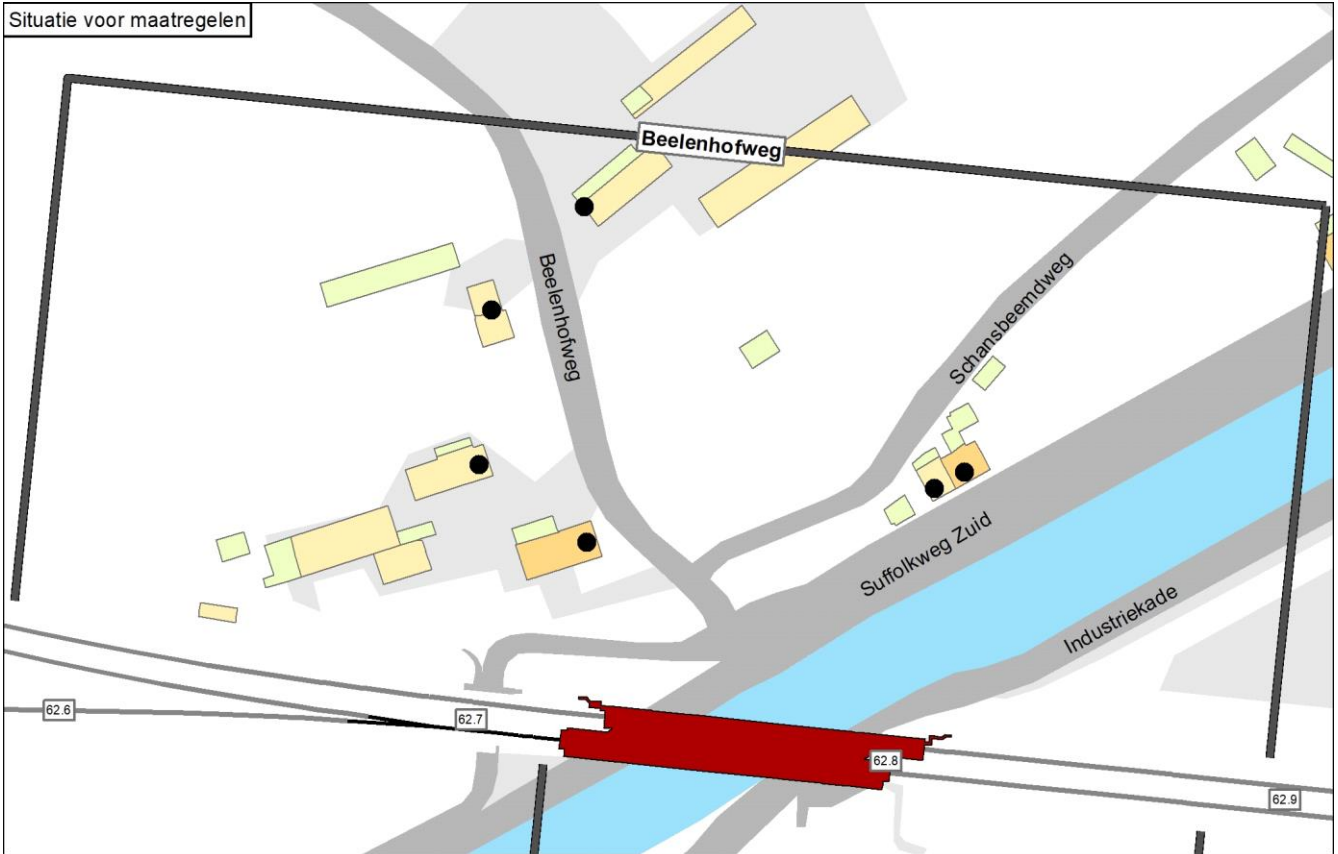 Situatie voor maatregelen
Beelenhofweg
Beelenhofweg
Schansbeemdweg
Suffolkweg Zuid
Industriekade
62.6
62.7
62.8
62.9